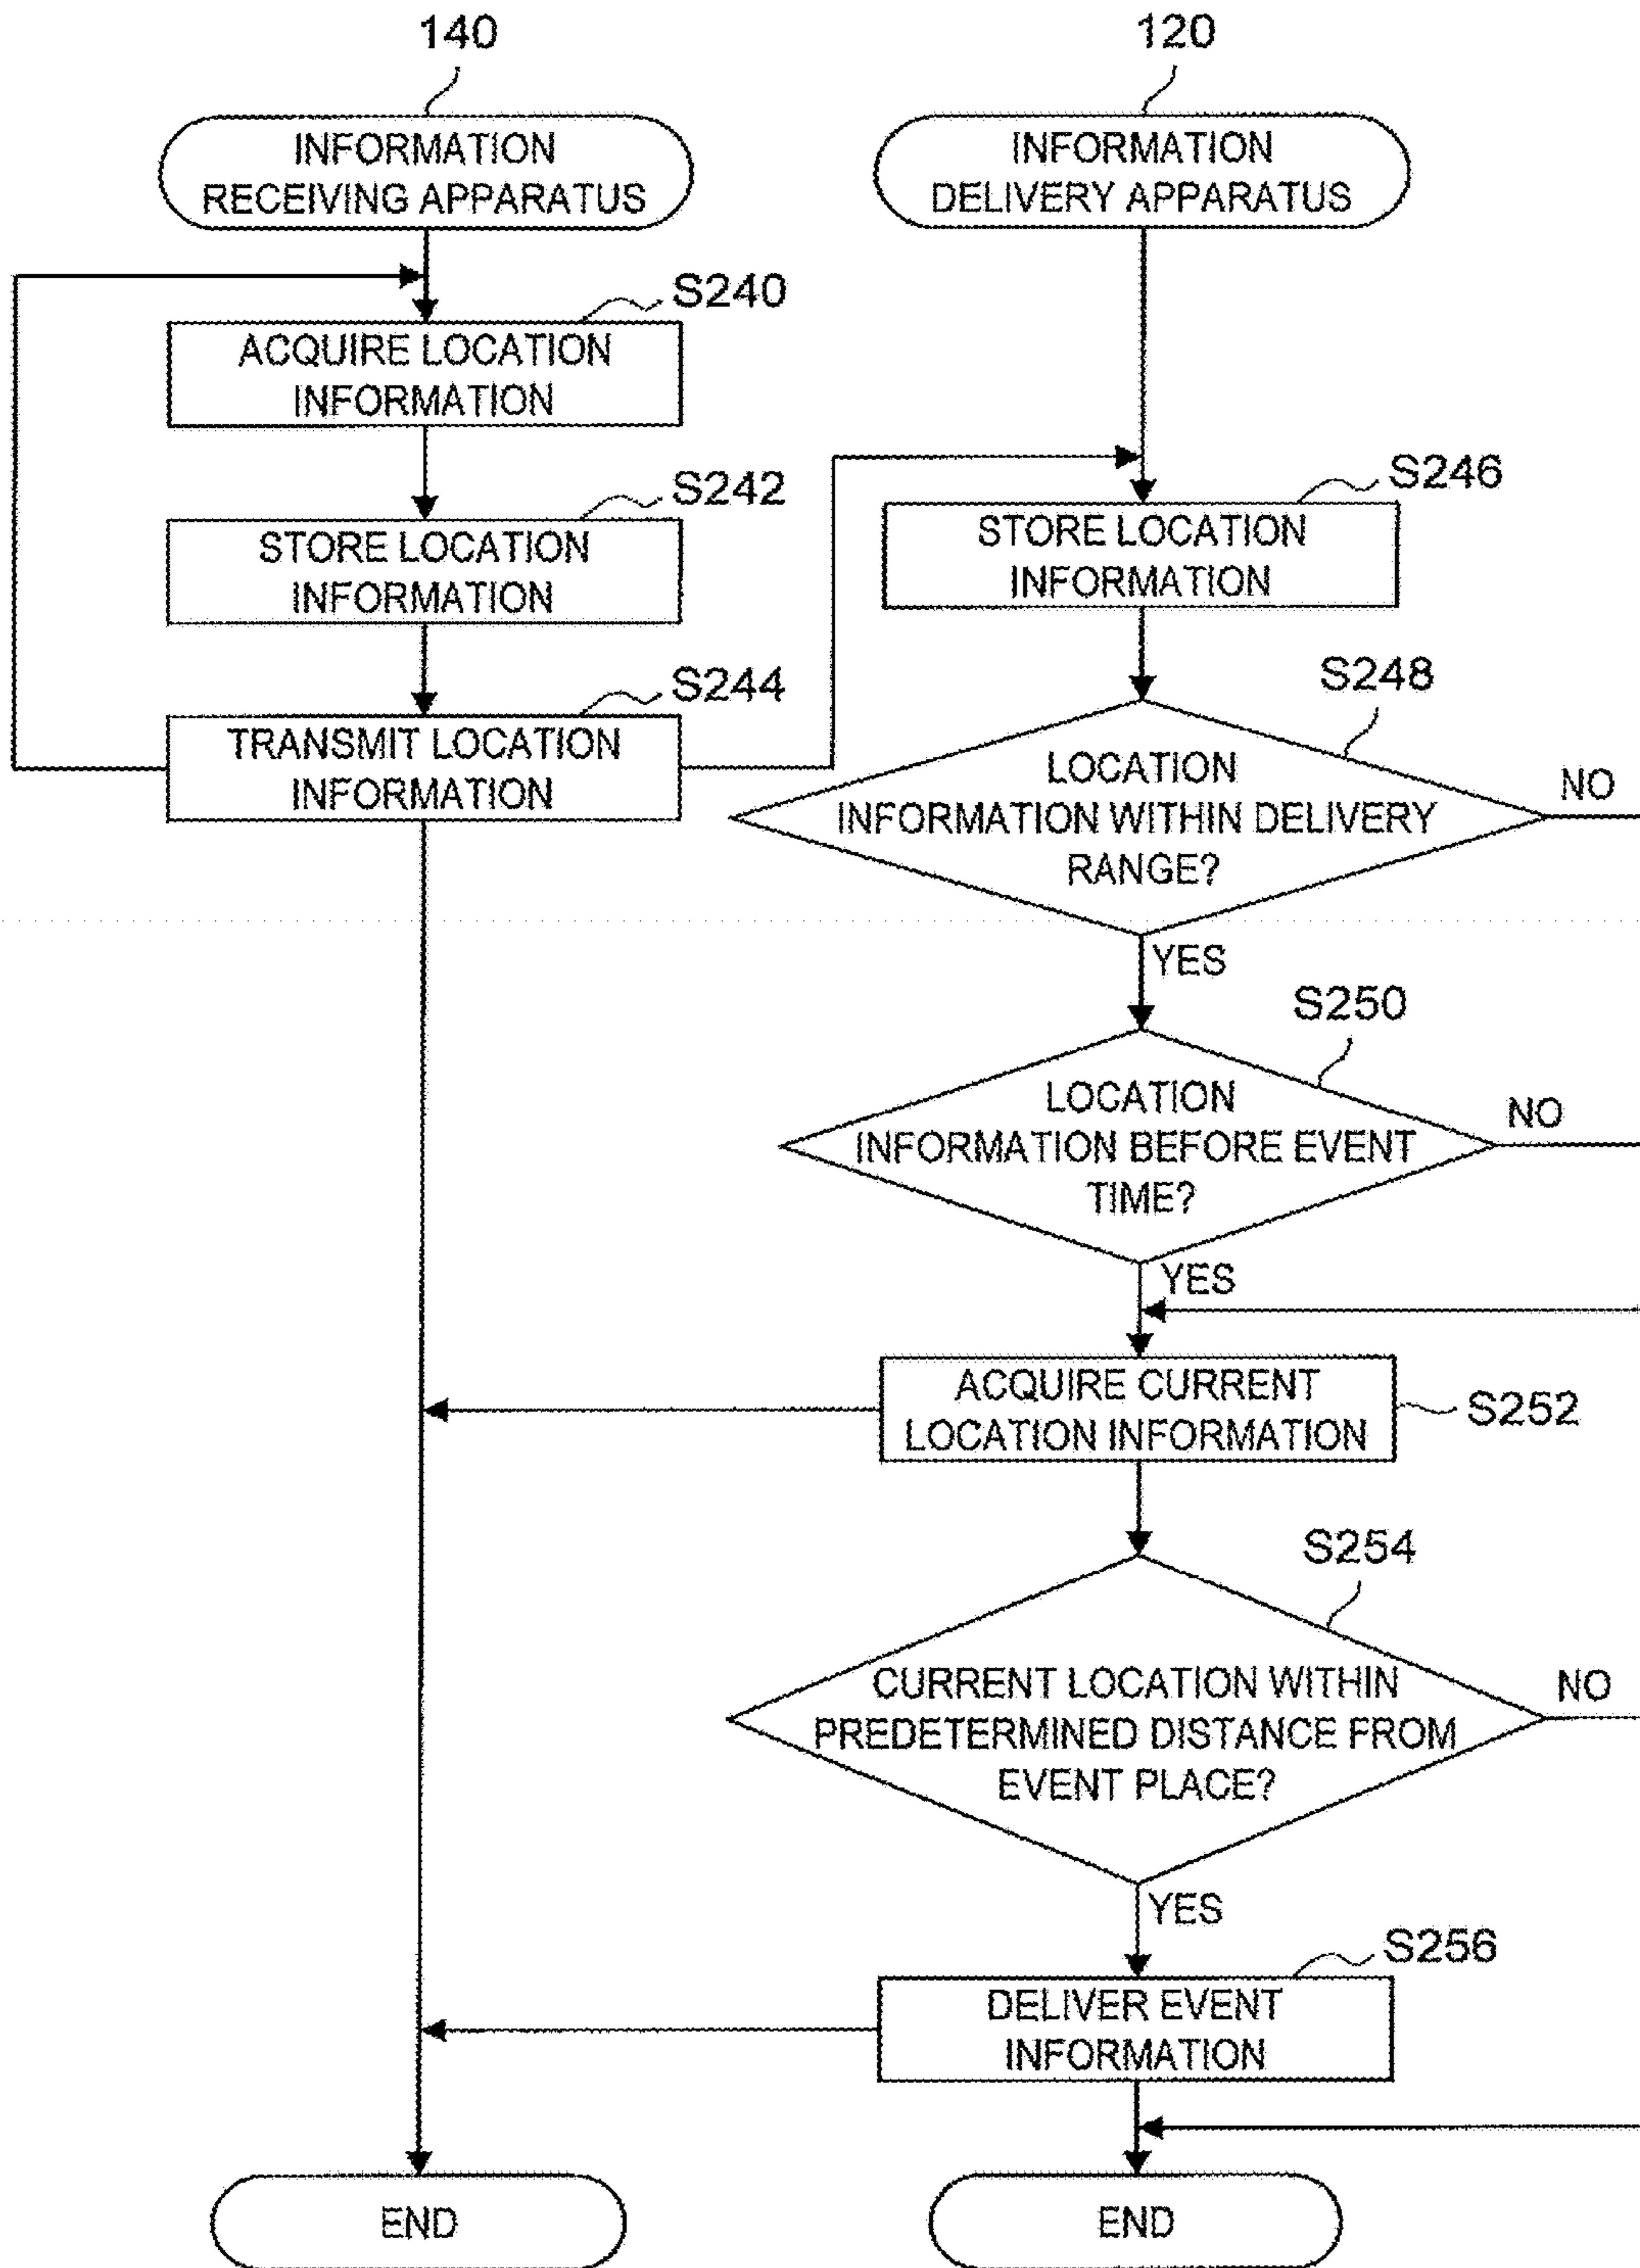 140
INFORMATION
RECEIVING APPARATUS
S240
ACQUIRE LOCATION
INFORMATION
S242
STORE LOCATION
INFORMATION
S244
TRANSMIT LOCATION
INFORMATION
END
120
INFORMATION
DELIVERY APPARATUS
S246
STORE LOCATION
INFORMATION
S248
LOCATION
INFORMATION WITHIN DELIVERY
RANGE?
NO
YES
S250
LOCATION
INFORMATION BEFORE EVENT
TIME?
NO
YES
ACQUIRE CURRENT
LOCATION INFORMATION
S252
S254
CURRENT LOCATION WITHIN
PREDETERMINED DISTANCE FROM
EVENT PLACE?
NO
YES
S256
DELIVER EVENT
INFORMATION
END